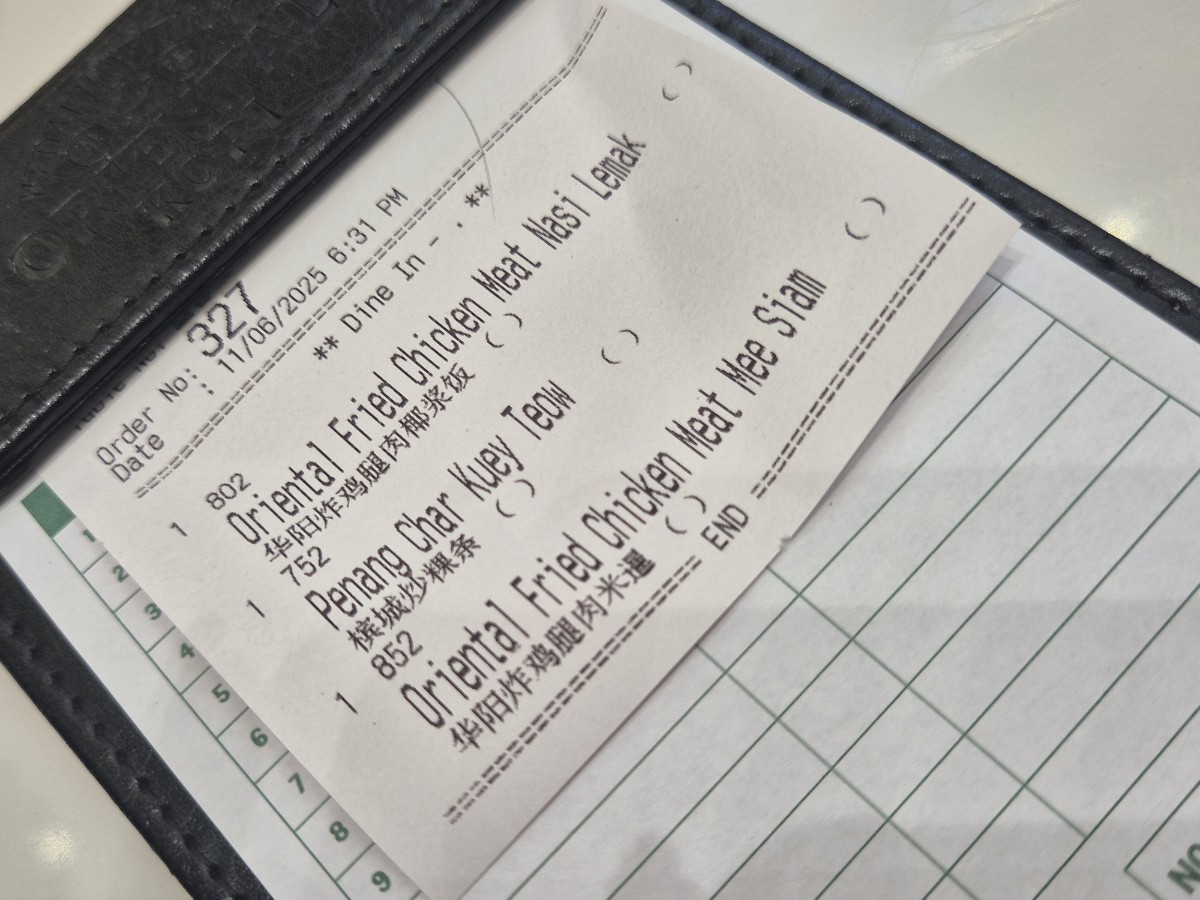 Order No: 327
Date : 11/06/2025 6:31 PM
** Dine In - . **
1 802 ( )
Oriental Fried Chicken Meat Nasi Lemak
华阳炸鸡腿肉椰浆饭 ( )
1 752 ( )
Penang Char Kuey Teow
槟城炒粿条 ( )
1 852 ( )
Oriental Fried Chicken Meat Mee Siam
华阳炸鸡腿肉米暹 ( )
END
1
2
3
4
5
6
7
8
9
NO